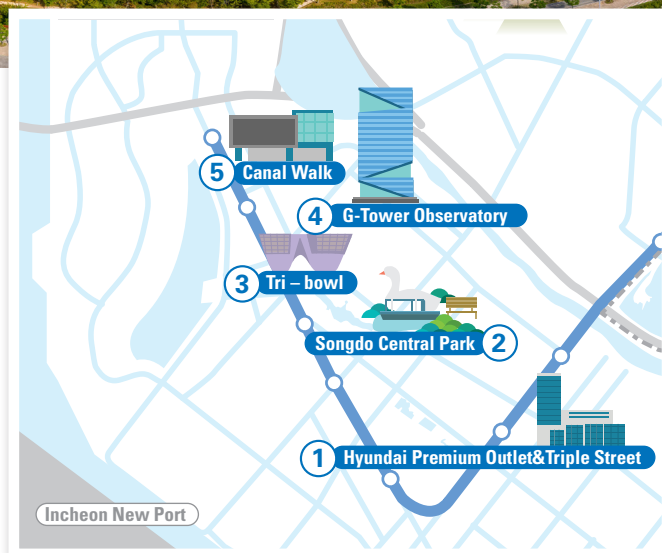 5 Canal Walk
4 G-Tower Observatory
3 Tri – bowl
Songdo Central Park 2
1 Hyundai Premium Outlet&Triple Street
Incheon New Port